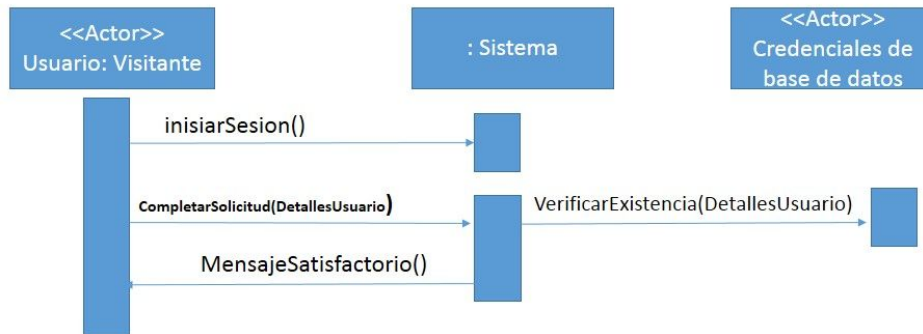 <<Actor>>
Usuario: Visitante
: Sistema
<<Actor>>
Credenciales de
base de datos
inisiarSesion()
CompletarSolicitud(DetallesUsuario)
VerificarExistencia(DetallesUsuario)
MensajeSatisfactorio()